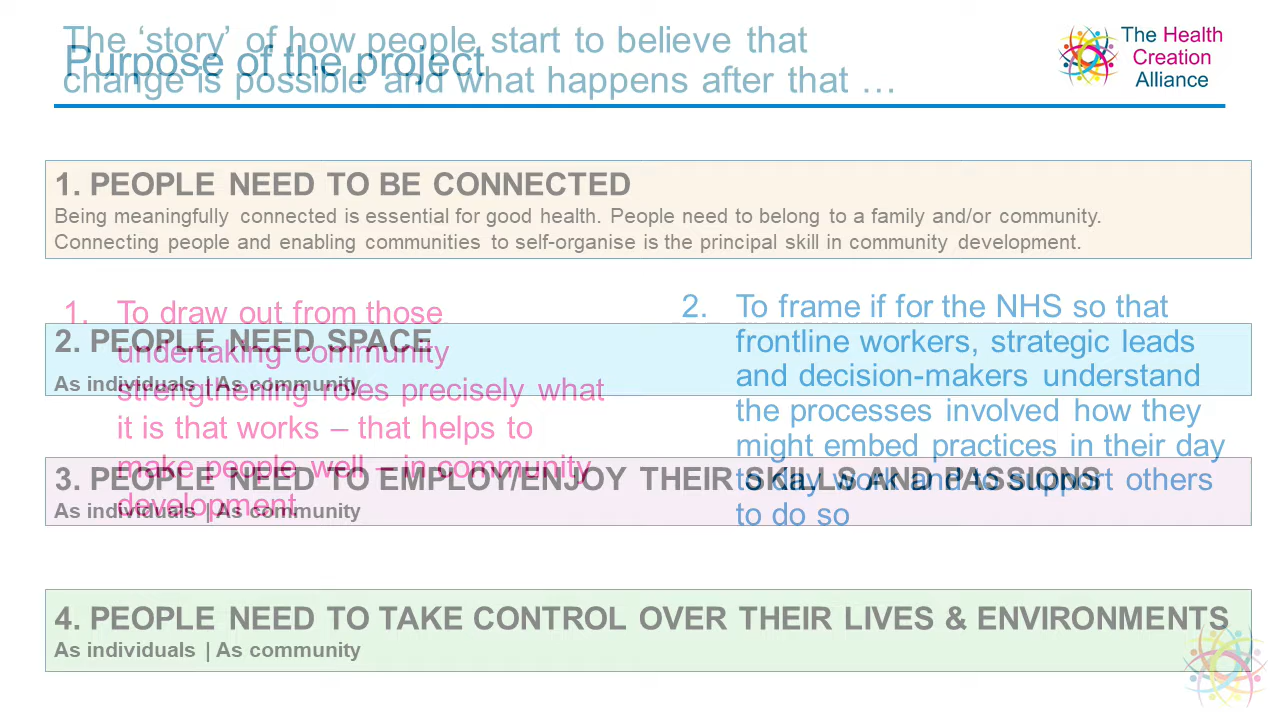 The ‘story’ of how people start to believe that
change is possible and what happens after that …
Purpose of the project
The Health
Creation
Alliance
1. PEOPLE NEED TO BE CONNECTED
Being meaningfully connected is essential for good health. People need to belong to a family and/or community.
Connecting people and enabling communities to self-organise is the principal skill in community development.
2. PEOPLE NEED SPACE
As individuals | As community
3. PEOPLE NEED TO EMPLOY/ENJOY THEIR SKILLS AND PASSIONS
As individuals | As community
4. PEOPLE NEED TO TAKE CONTROL OVER THEIR LIVES & ENVIRONMENTS
As individuals | As community
1. To draw out from those
undertaking community
strengthening roles precisely what
it is that works – that helps to
make people well – in community
development.
2. To frame if for the NHS so that
frontline workers, strategic leads
and decision-makers understand
the processes involved how they
might embed practices in their day
to day work and to support others
to do so